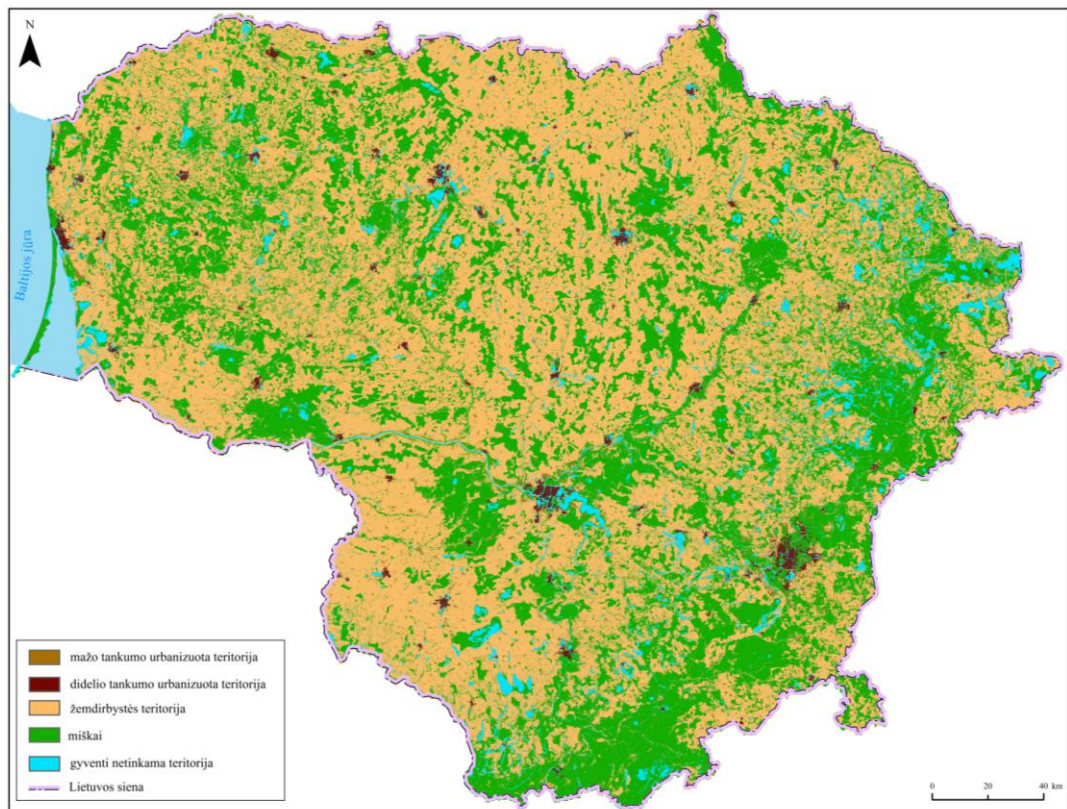 N
Baltijos jūra
mažo tankumo urbanizuota teritorija
didelio tankumo urbanizuota teritorija
žemdirbystės teritorija
miškai
gyventi netinkama teritorija
Lietuvos siena
0 20 40 km